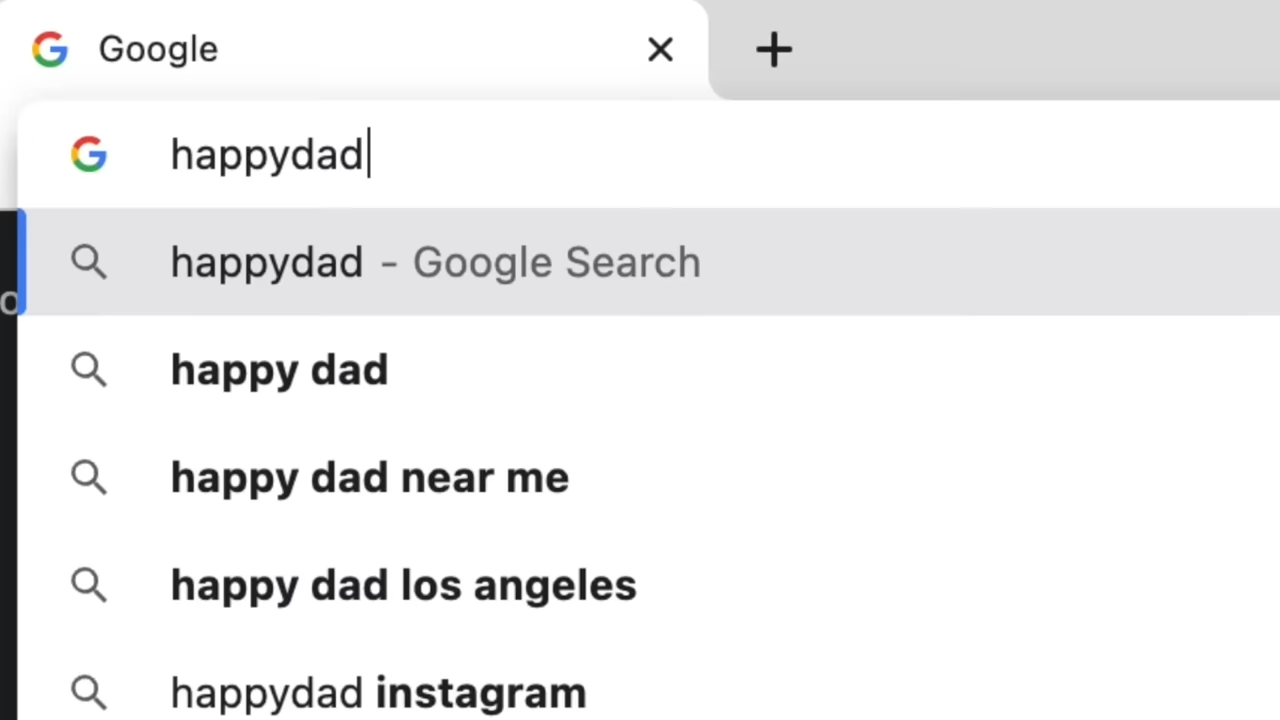 Google
happydad
happydad - Google Search
happy dad
happy dad near me
happy dad los angeles
happydad instagram